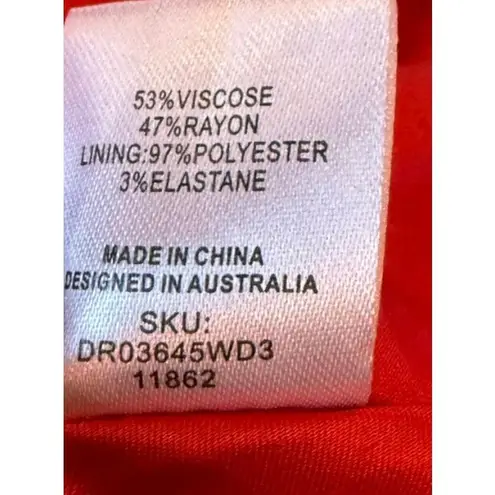 53%VISCOSE
47%RAYON
LINING:97%POLYESTER
3%ELASTANE
MADE IN CHINA
DESIGNED IN AUSTRALIA
SKU:
DR03645WD3
11862